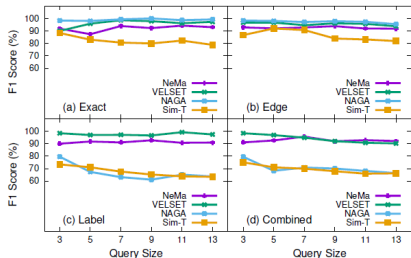 F1 Score (%)
100
90
80
70
60
NeMa
VELSET
NAGA
Sim-T
(a) Exact
NeMa
VELSET
NAGA
Sim-T
(b) Edge
F1 Score (%)
100
90
80
70
60
NeMa
VELSET
NAGA
Sim-T
(c) Label
NeMa
VELSET
NAGA
Sim-T
(d) Combined
3 5 7 9 11 13
3 5 7 9 11 13
Query Size
Query Size